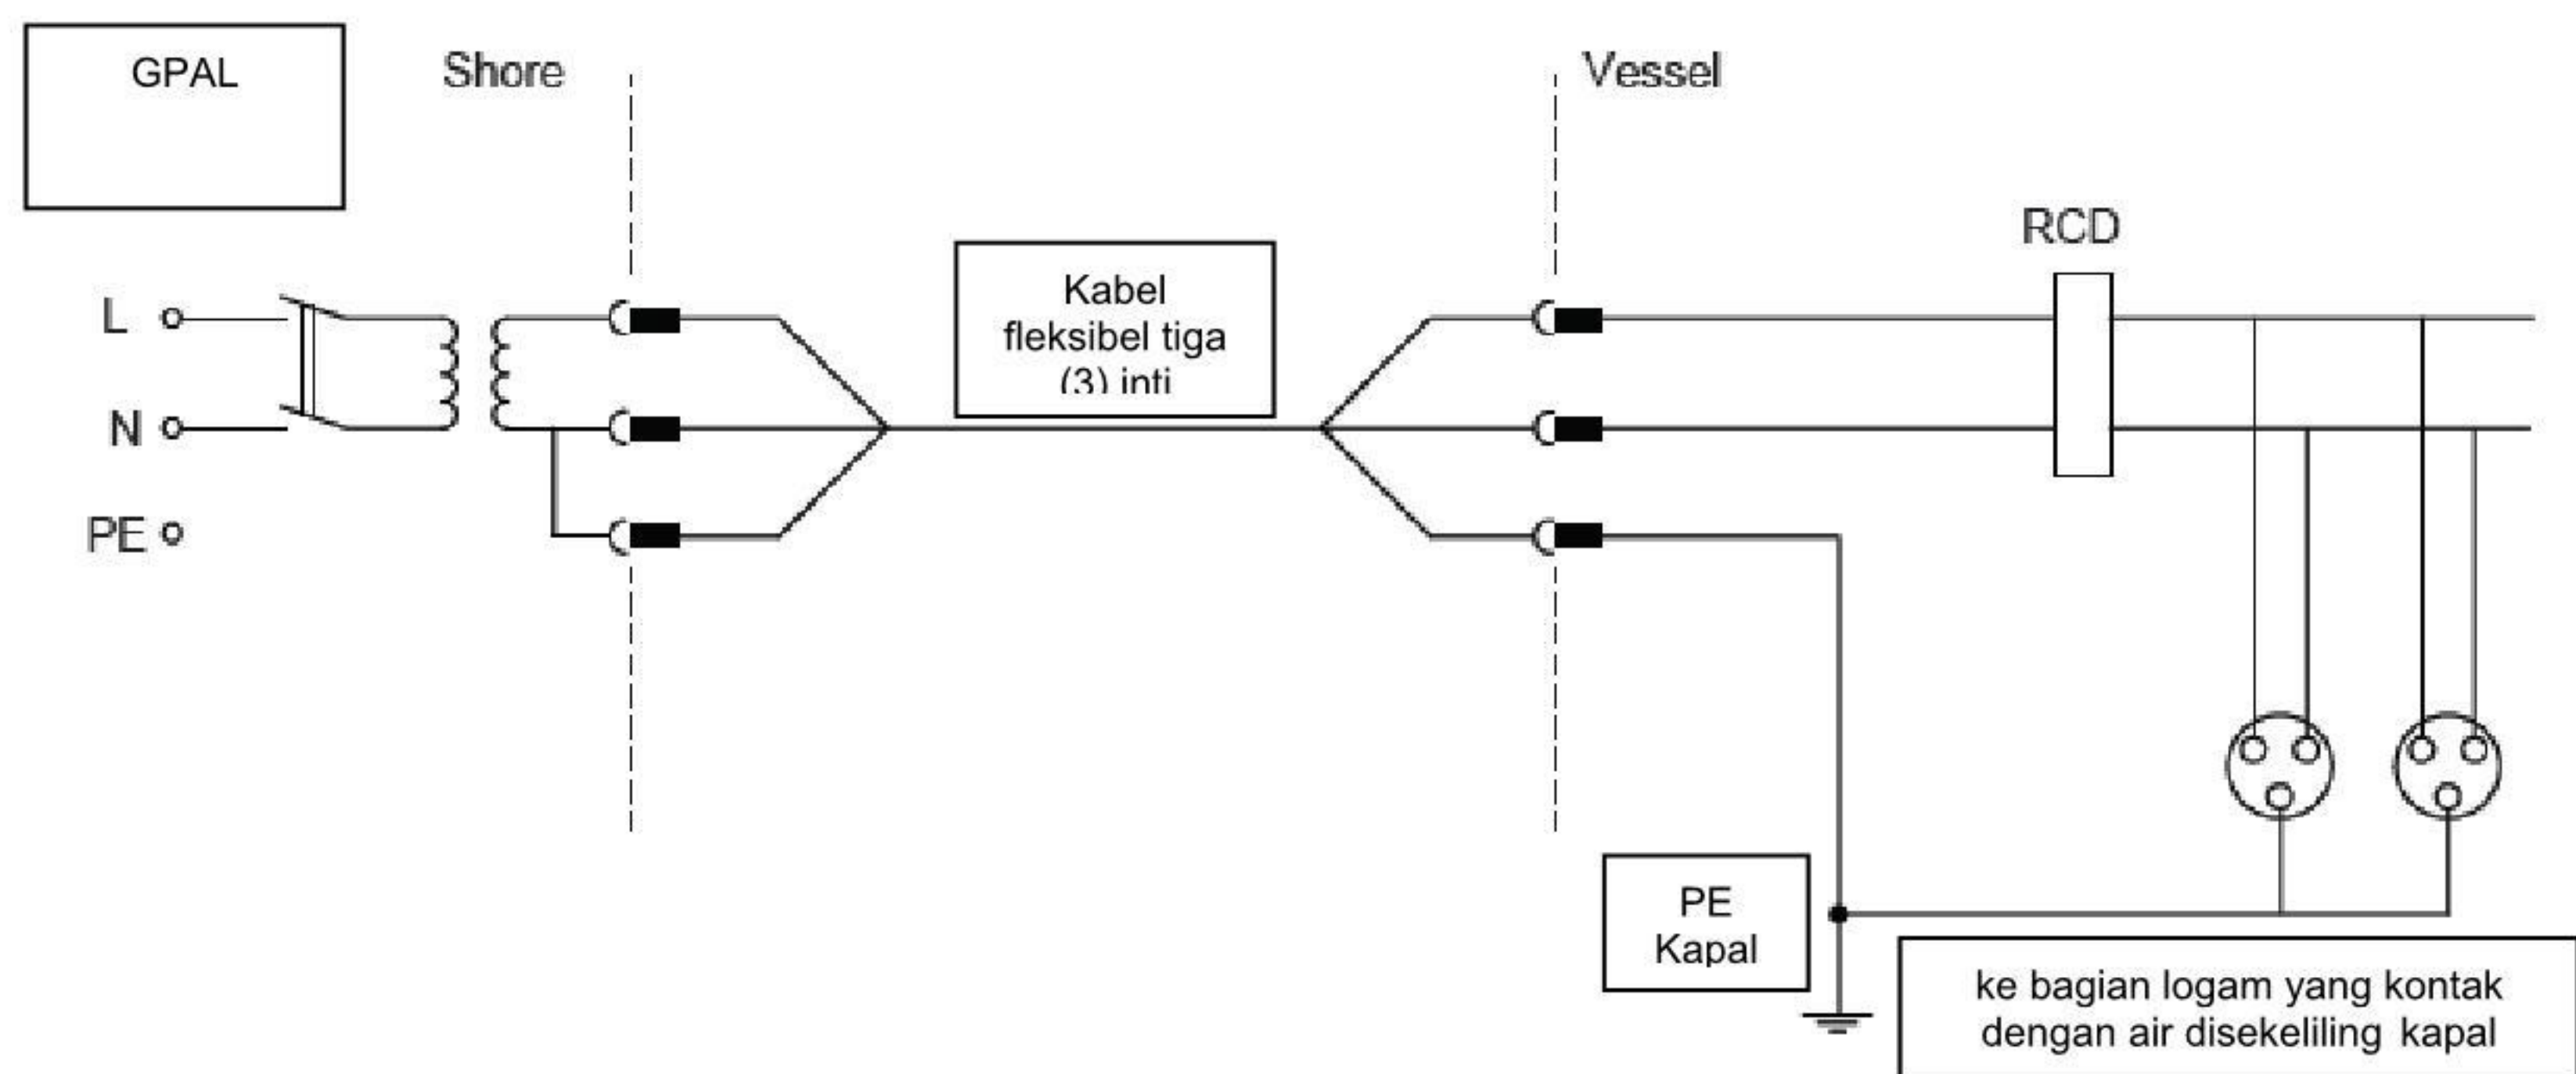 GPAL
Shore
Vessel
RCD
Kabel
fleksibel tiga
(3) inti
L
N
PE
PE
Kapal
ke bagian logam yang kontak
dengan air disekeliling kapal